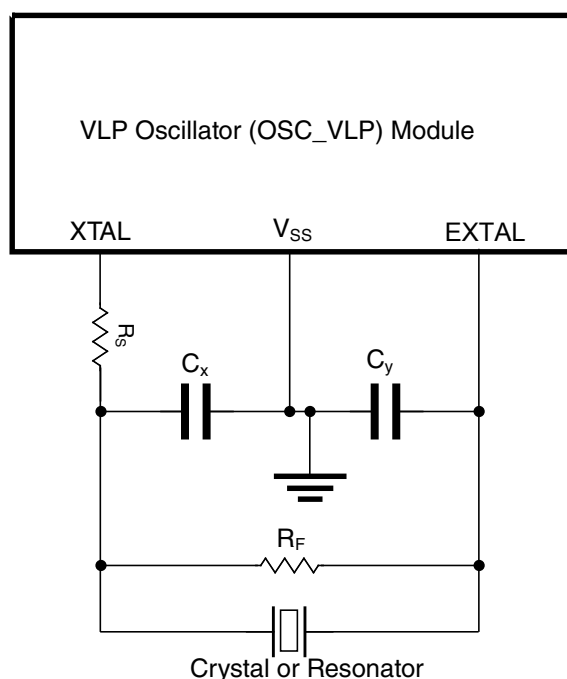 VLP Oscillator (OSC_VLP) Module
XTAL
VSS
EXTAL
RS
Cx
Cy
RF
Crystal or Resonator